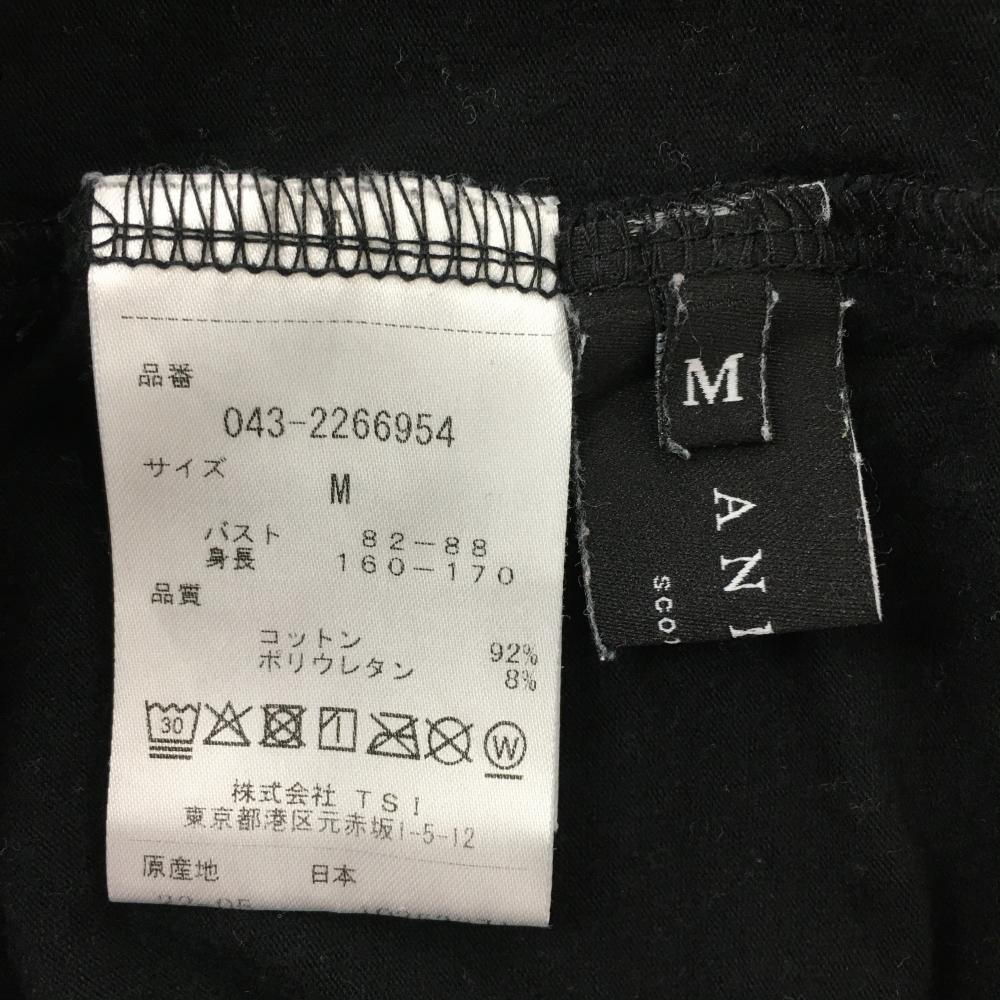 品番
043-2266954
サイズ
M
バスト 82-88
身長 160-170
品質
コットン 92%
ポリウレタン 8%
30
W
株式会社 TSI
東京都港区元赤坂1-5-12
原産地 日本
M
AN
SCO